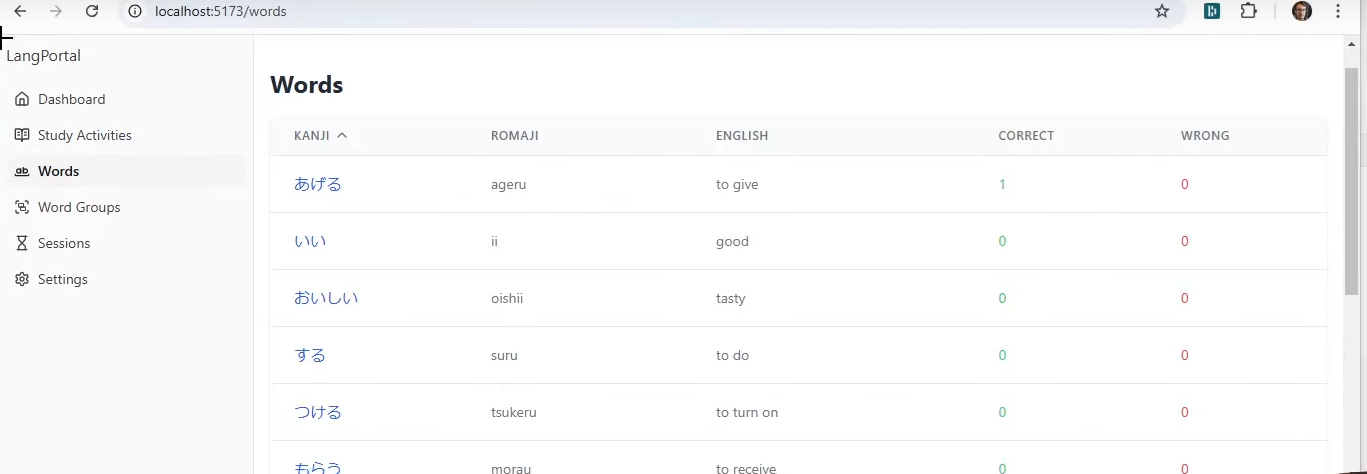 localhost:5173/words
LangPortal
Dashboard
Study Activities
Words
Word Groups
Sessions
Settings
Words
KANJI ROMAJI ENGLISH CORRECT WRONG
あげる ageru to give 1 0
いい ii good 0 0
おいしい oishii tasty 0 0
する suru to do 0 0
つける tsukeru to turn on 0 0
もらう morau to receive 0 0